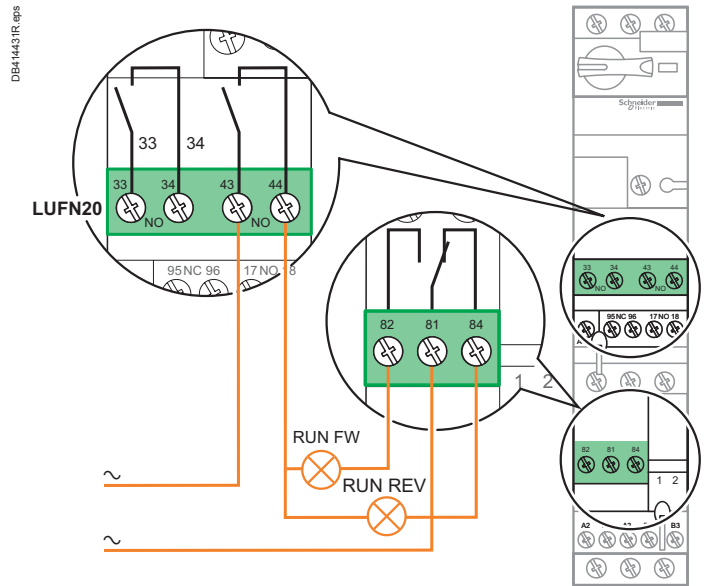 DB414431R.eps
33 34
33 34 43 44
LUFN20
NO NO
95 NC 96 17 NO 18
82 81 84
1 2
RUN FW
RUN REV
~
~
Schneider
Electric
33 34 43 44
NO NO
95 NC 96 17 NO 18
82 81 84
1 2
A2 B3